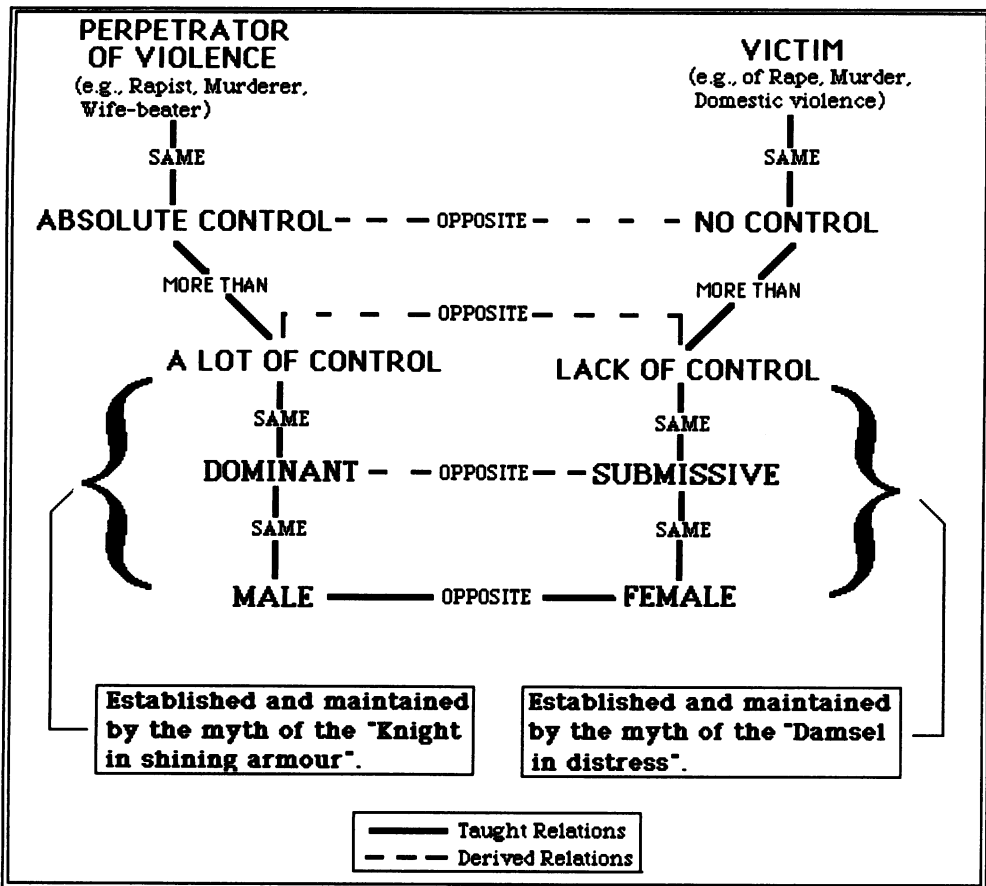 PERPETRATOR
OF VIOLENCE
(e.g., Rapist, Murderer,
Wife-beater)
VICTIM
(e.g., of Rape, Murder,
Domestic violence)
SAME
SAME
ABSOLUTE CONTROL
OPPOSITE
NO CONTROL
MORE THAN
MORE THAN
OPPOSITE
A LOT OF CONTROL
LACK OF CONTROL
SAME
SAME
DOMINANT
OPPOSITE
SUBMISSIVE
SAME
SAME
MALE
OPPOSITE
FEMALE
Established and maintained
by the myth of the "Knight
in shining armour".
Established and maintained
by the myth of the "Damsel
in distress".
Taught Relations
Derived Relations